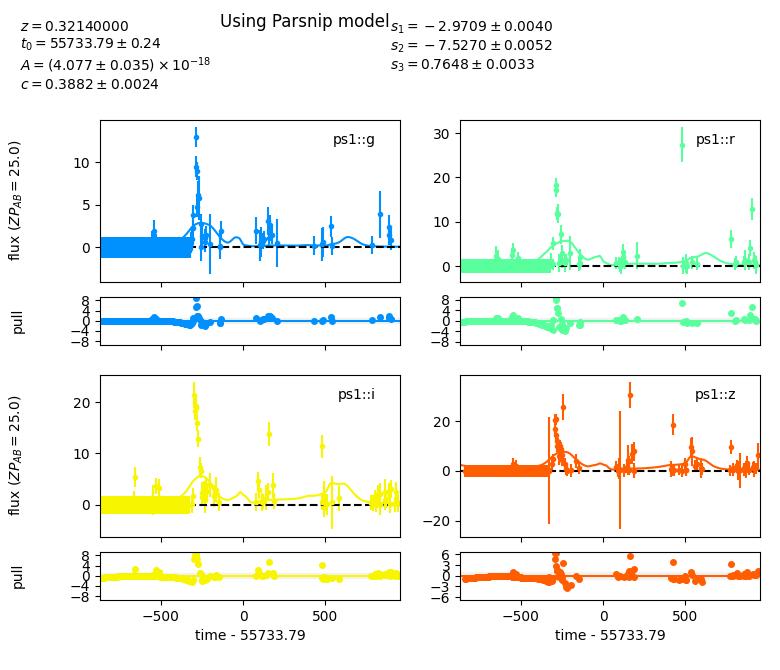 Using Parsnip model
z = 0.32140000
t0 = 55733.79 ± 0.24
A = (4.077 ± 0.035) × 10^−18
c = 0.3882 ± 0.0024
s1 = −2.9709 ± 0.0040
s2 = −7.5270 ± 0.0052
s3 = 0.7648 ± 0.0033
ps1::g
flux (ZPAB = 25.0)
10
5
0
ps1::r
30
20
10
0
pull
8
4
0
−4
−8
8
4
0
−4
−8
ps1::i
flux (ZPAB = 25.0)
20
10
0
ps1::z
20
0
−20
pull
8
4
0
−4
−8
6
3
0
−3
−6
−500
0
500
time - 55733.79
−500
0
500
time - 55733.79